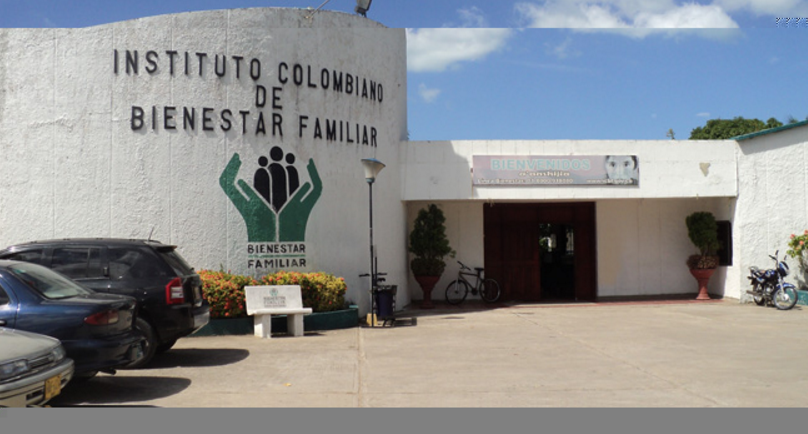 INSTITUTO COLOMBIANO
DE
BIENESTAR FAMILIAR
BIENESTAR
FAMILIAR
BIENVENIDOS